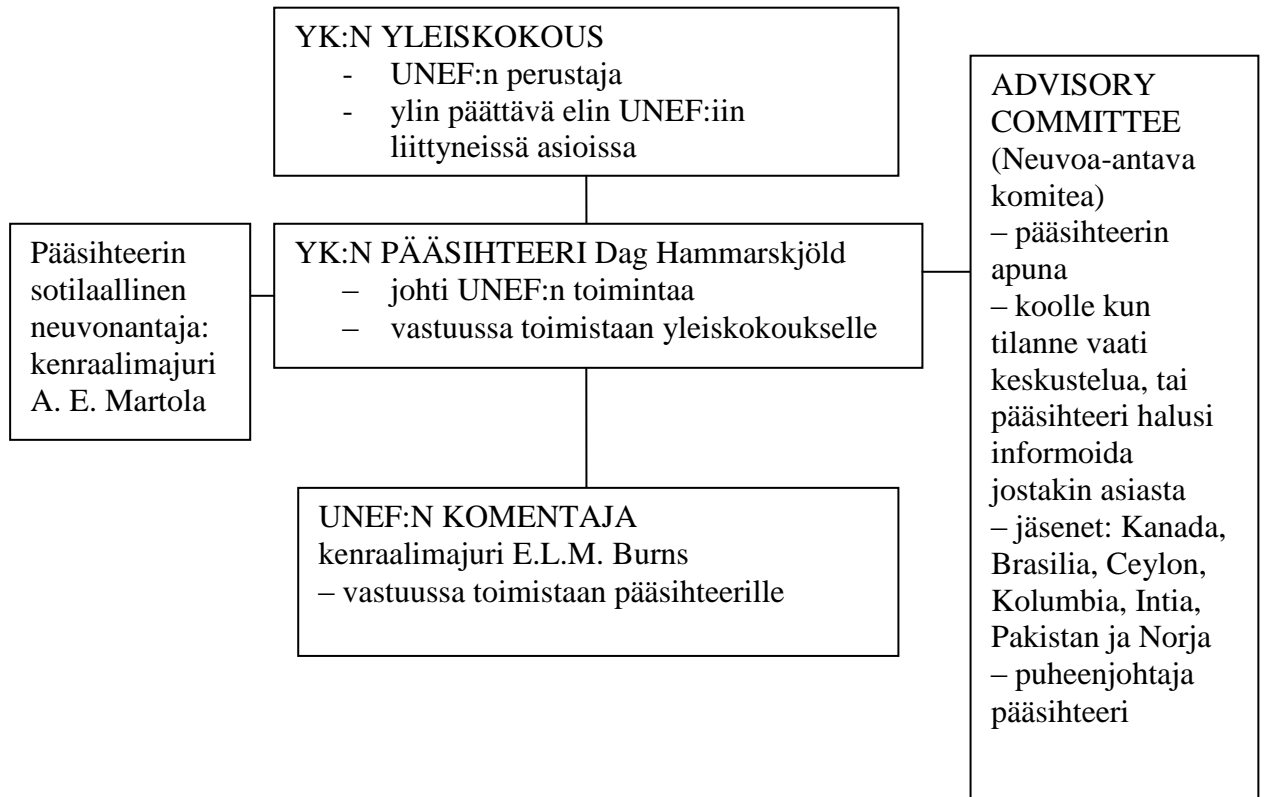 YK:N YLEISKOKOUS
- UNEF:n perustaja
- ylin päättävä elin UNEF:iin
liittyneissä asioissa
Pääsihteerin
sotilaallinen
neuvonantaja:
kenraalimajuri
A. E. Martola
YK:N PÄÄSIHTEERI Dag Hammarskjöld
– johti UNEF:n toimintaa
– vastuussa toimistaan yleiskokoukselle
ADVISORY
COMMITTEE
(Neuvoa-antava
komitea)
– pääsihteerin
apuna
– koolle kun
tilanne vaati
keskustelua, tai
pääsihteeri halusi
informoida
jostakin asiasta
– jäsenet: Kanada,
Brasilia, Ceylon,
Kolumbia, Intia,
Pakistan ja Norja
– puheenjohtaja
pääsihteeri
UNEF:N KOMENTAJA
kenraalimajuri E.L.M. Burns
– vastuussa toimistaan pääsihteerille